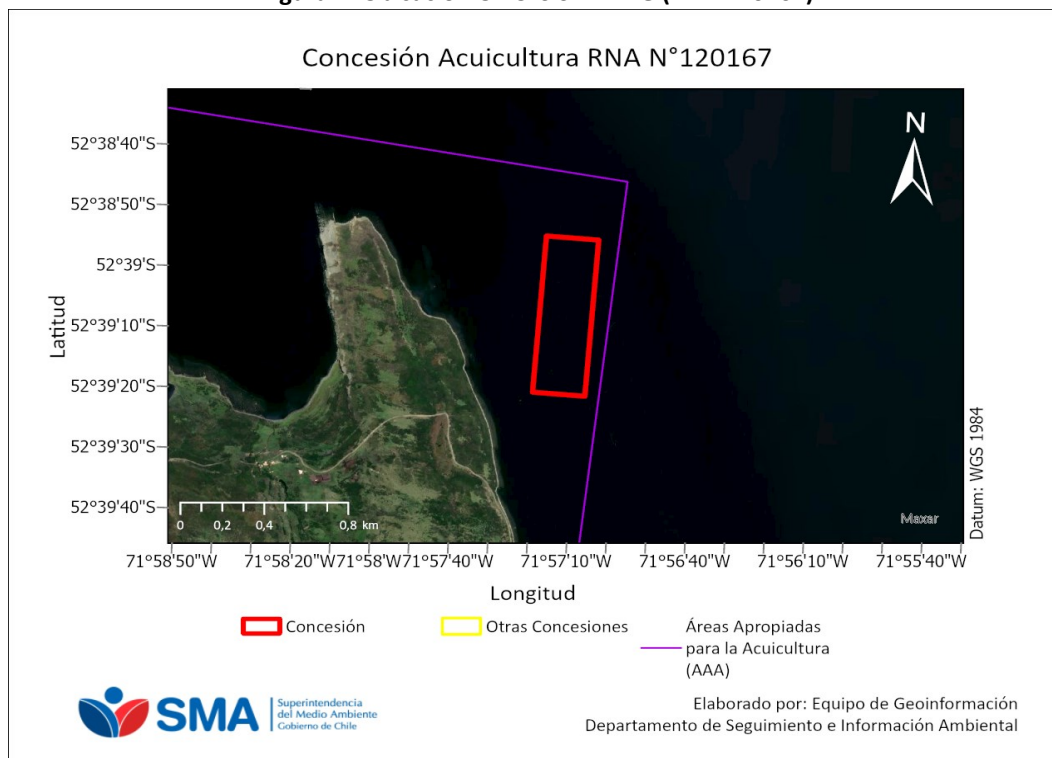 Concesión Acuicultura RNA N°120167
N
52°38'40"S
52°38'50"S
52°39'S
52°39'10"S
52°39'20"S
52°39'30"S
52°39'40"S
Latitud
0 0,2 0,4 0,8 km
Maxar
Datum: WGS 1984
71°58'50"W 71°58'20"W 71°58'W 71°57'40"W 71°57'10"W 71°56'40"W 71°56'10"W 71°55'40"W
Longitud
Concesión
Otras Concesiones
Áreas Apropiadas
para la Acuicultura
(AAA)
SMA
Superintendencia
del Medio Ambiente
Gobierno de Chile
Elaborado por: Equipo de Geoinformación
Departamento de Seguimiento e Información Ambiental